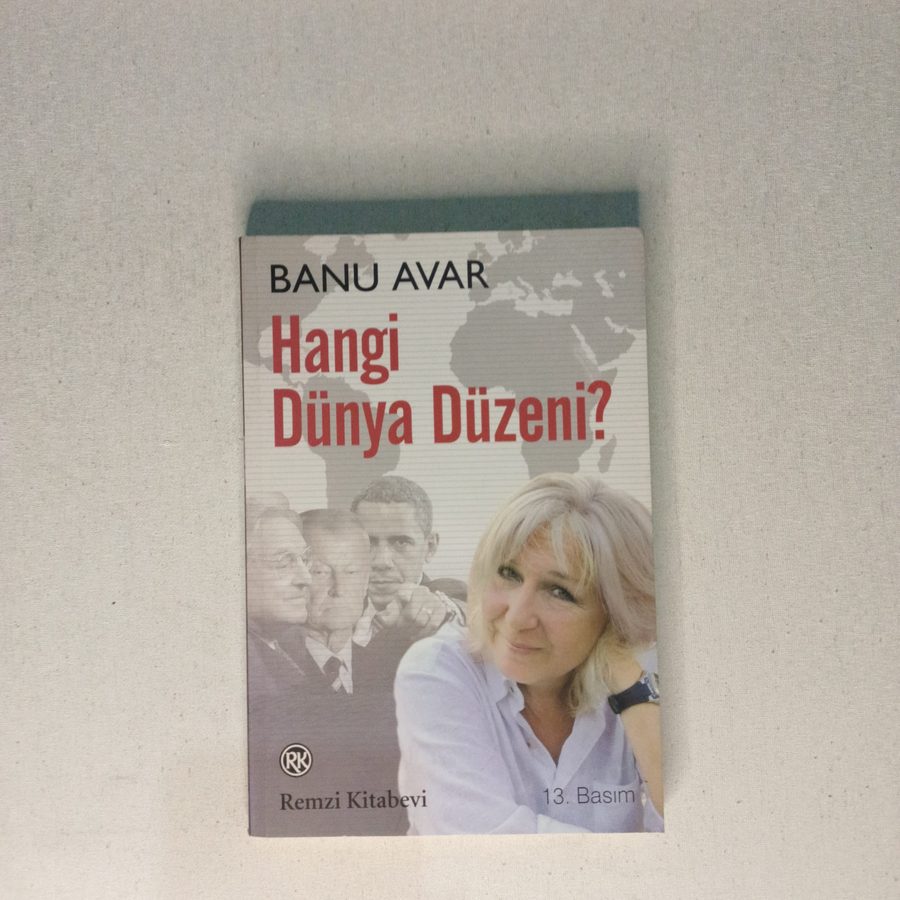 BANU AVAR
Hangi
Dünya Düzeni?
RK
Remzi Kitabevi
13. Basım